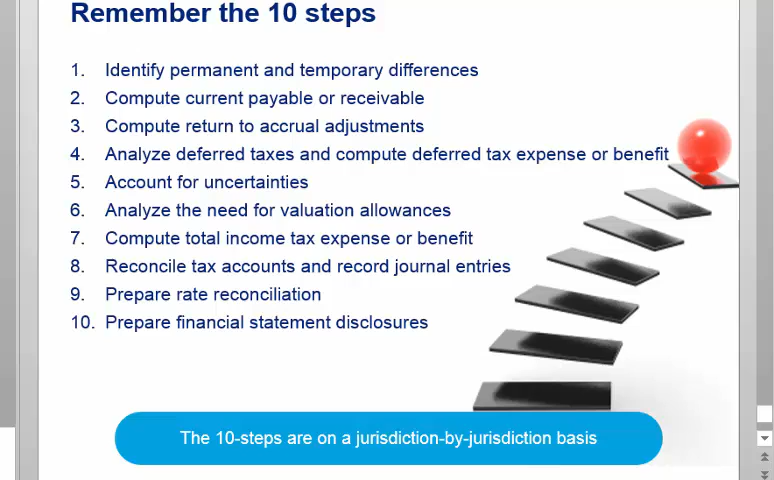 Remember the 10 steps
1. Identify permanent and temporary differences
2. Compute current payable or receivable
3. Compute return to accrual adjustments
4. Analyze deferred taxes and compute deferred tax expense or benefit
5. Account for uncertainties
6. Analyze the need for valuation allowances
7. Compute total income tax expense or benefit
8. Reconcile tax accounts and record journal entries
9. Prepare rate reconciliation
10. Prepare financial statement disclosures
The 10-steps are on a jurisdiction-by-jurisdiction basis